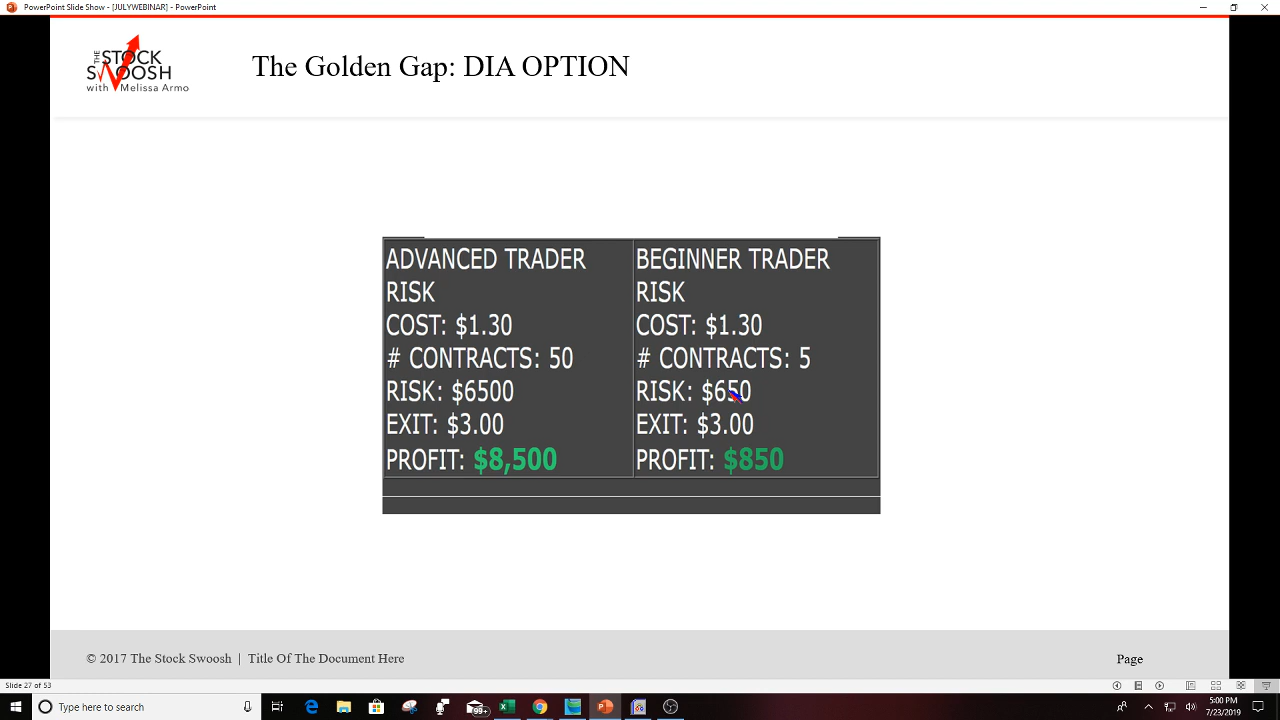 PowerPoint Slide Show - [JULYWEBINAR] - PowerPoint
THE
STOCK
SWOOSH
with Melissa Armo
The Golden Gap: DIA OPTION
ADVANCED TRADER
RISK
COST: $1.30
# CONTRACTS: 50
RISK: $6500
EXIT: $3.00
PROFIT: $8,500
BEGINNER TRADER
RISK
COST: $1.30
# CONTRACTS: 5
RISK: $650
EXIT: $3.00
PROFIT: $850
© 2017 The Stock Swoosh | Title Of The Document Here
Page
Slide 27 of 53
Type here to search
99+
5:00 PM
7/23/2019